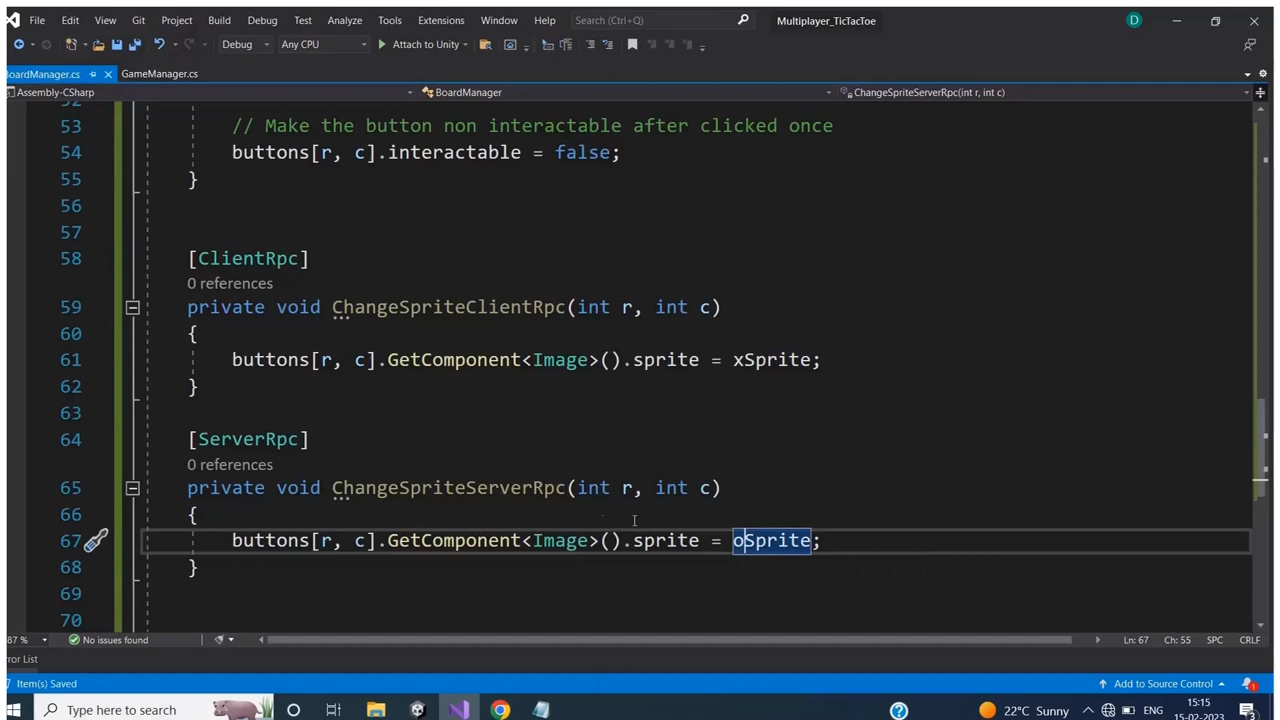 File Edit View Git Project Build Debug Test Analyze Tools Extensions Window Help Search (Ctrl+Q) Multiplayer_TicTacToe D
Debug Any CPU Attach to Unity
BoardManager.cs GameManager.cs
Assembly-CSharp BoardManager ChangeSpriteServerRpc(int r, int c)
52
53 // Make the button non interactable after clicked once
54 buttons[r, c].interactable = false;
55 }
56
57
58 [ClientRpc]
0 references
59 private void ChangeSpriteClientRpc(int r, int c)
60 {
61 buttons[r, c].GetComponent<Image>().sprite = xSprite;
62 }
63
64 [ServerRpc]
0 references
65 private void ChangeSpriteServerRpc(int r, int c)
66 {
67 buttons[r, c].GetComponent<Image>().sprite = oSprite;
68 }
69
70
87 % No issues found Ln: 67 Ch: 55 SPC CRLF
rror List
Item(s) Saved Add to Source Control 1
Type here to search 22°C Sunny ENG 15:15
15-02-2023 3